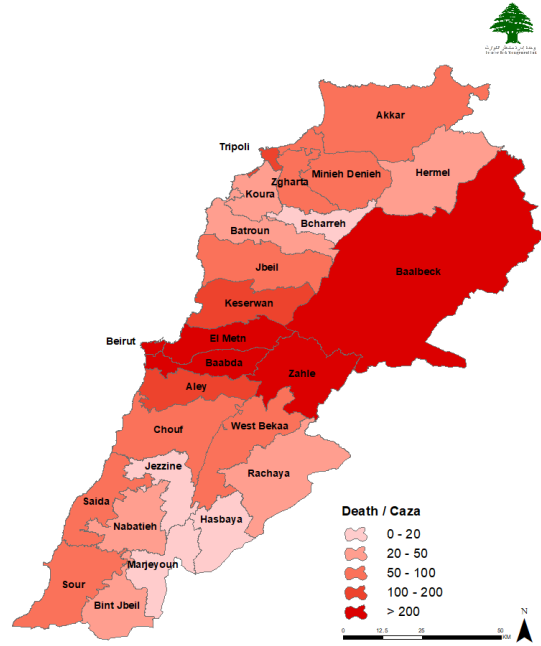 Akkar
Tripoli
Hermel
Minieh Denieh
Zgharta
Koura
Bcharreh
Batroun
Jbeil
Baalbeck
Keserwan
El Metn
Beirut
Baabda
Zahle
Aley
West Bekaa
Chouf
Jezzine
Rachaya
Saida
Hasbaya
Nabatieh
Marjeyoun
Sour
Bint Jbeil
Death / Caza
0 - 20
20 - 50
50 - 100
100 - 200
> 200
N
0 12.5 25 50
KM